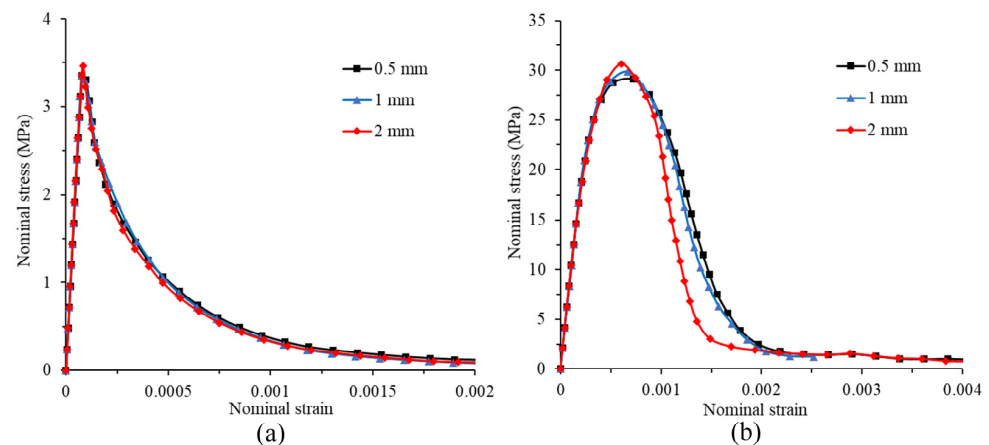 4
3
2
1
0
Nominal stress (MPa)
0.5 mm
1 mm
2 mm
0
0.0005
0.001
0.0015
0.002
Nominal strain
(a)
35
30
25
20
15
10
5
0
Nominal stress (MPa)
0.5 mm
1 mm
2 mm
0
0.001
0.002
0.003
0.004
Nominal strain
(b)